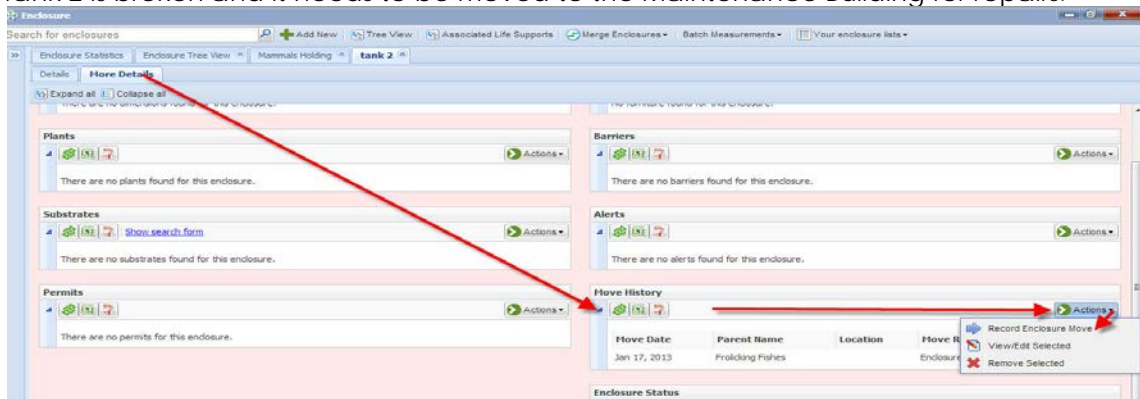 Tank 2 is broken and it needs to be moved to the Maintenance Building for repairs.
Enclosure
Search for enclosures Add New Tree View Associated Life Supports Merge Enclosures Batch Measurements Your enclosure lists
Enclosure Statistics Enclosure Tree View Mammals Holding tank 2
Details More Details
Expand all Collapse all
There are no dimensions found for this enclosure. No furniture found for this enclosure.
Plants Barriers
Actions Actions
There are no plants found for this enclosure. There are no barriers found for this enclosure.
Substrates Alerts
Show search form Actions Actions
There are no substrates found for this enclosure. There are no alerts found for this enclosure.
Permits Move History
Actions Actions
There are no permits for this enclosure. Record Enclosure Move
Move Date Parent Name Location Move R View/Edit Selected
Jan 17, 2013 Frolicking Fishes Enclosure Remove Selected
Enclosure Status